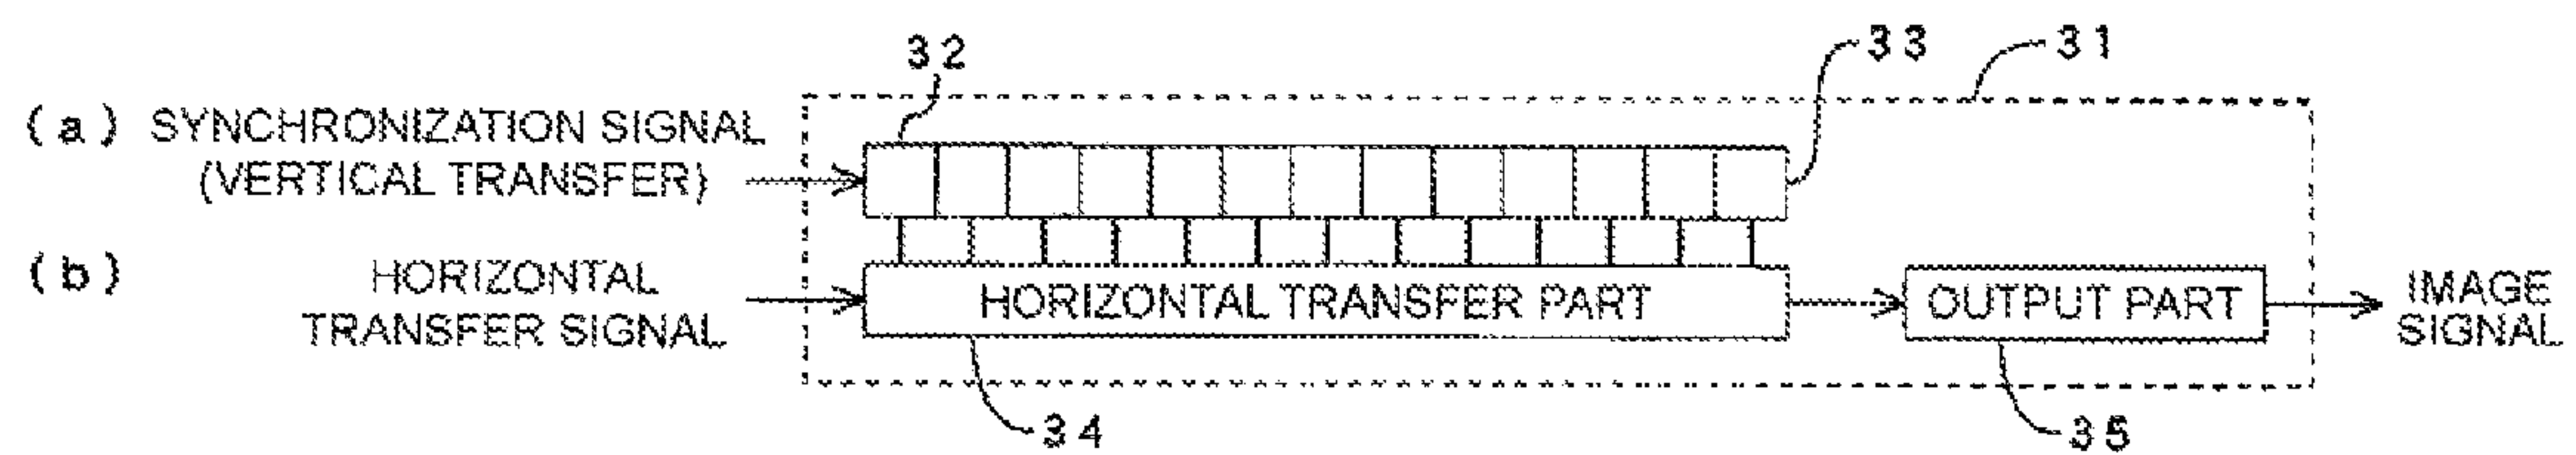 32
33
31
(a) SYNCHRONIZATION SIGNAL
(VERTICAL TRANSFER)
(b) HORIZONTAL
TRANSFER SIGNAL
HORIZONTAL TRANSFER PART
OUTPUT PART
IMAGE
SIGNAL
34
35